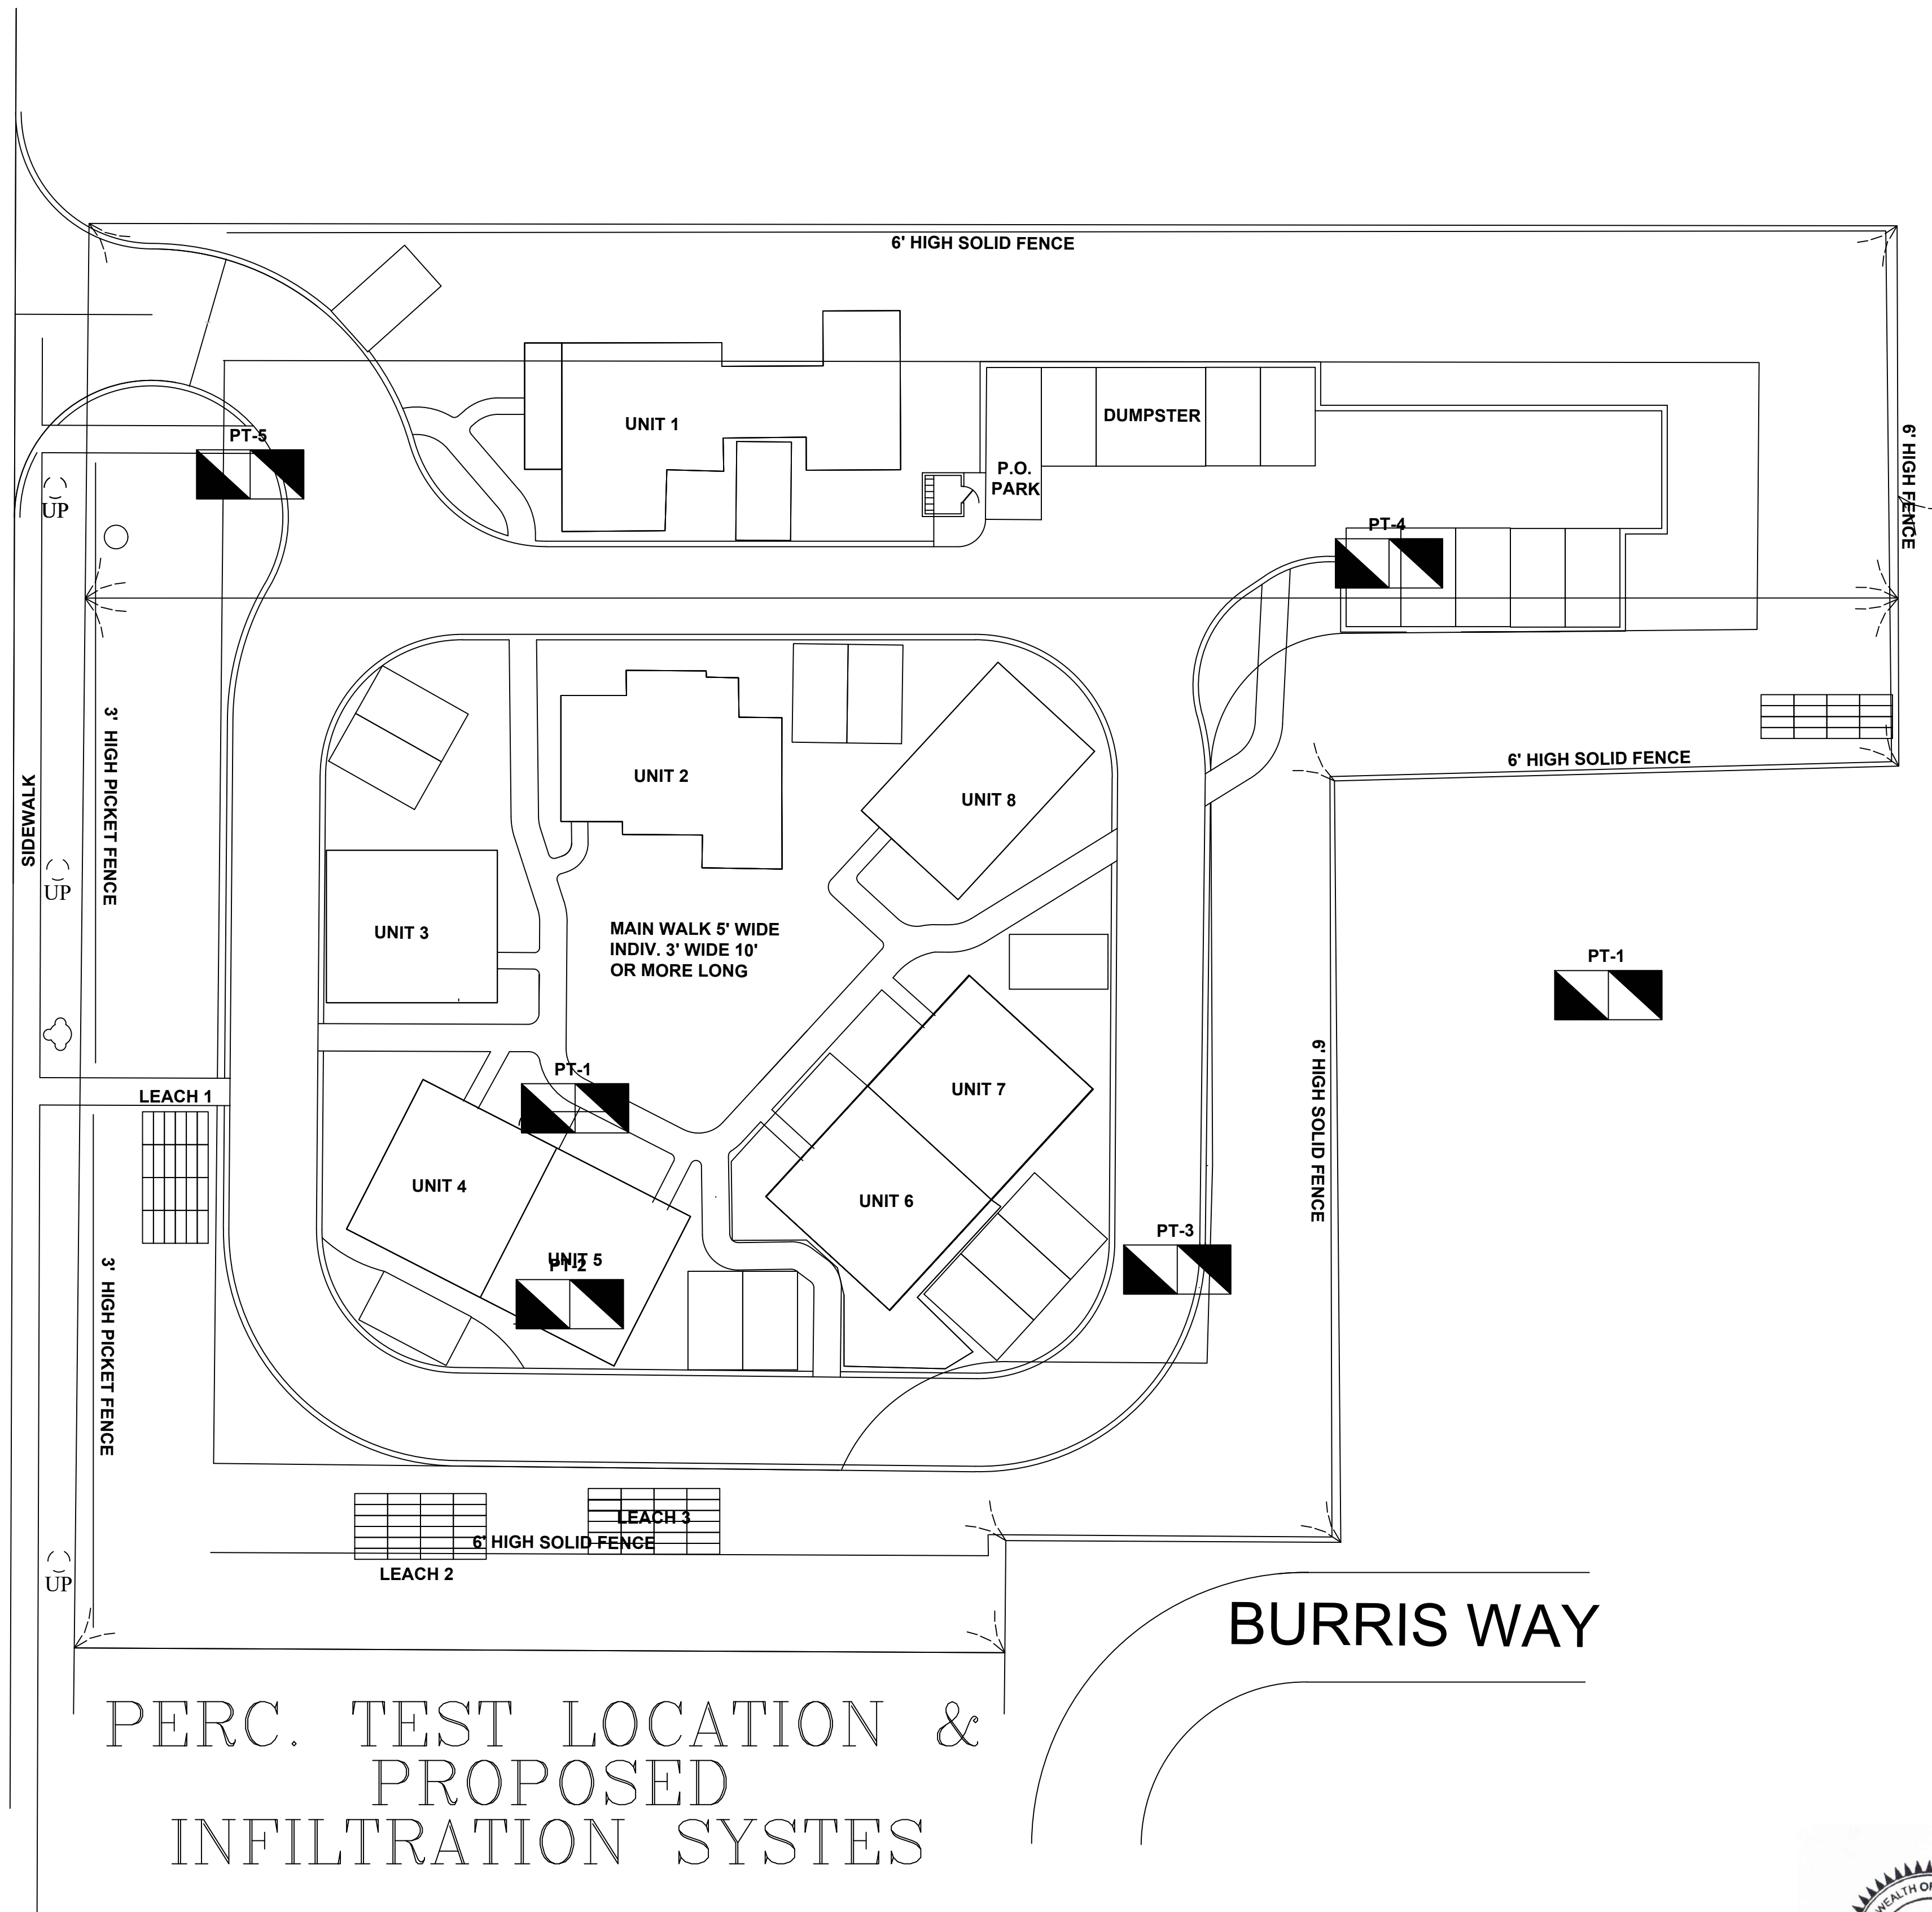 6' HIGH SOLID FENCE
UNIT 1
DUMPSTER
PT-5
P.O.
PARK
6' HIGH FENCE
UP
PT-4
3' HIGH PICKET FENCE
UNIT 2
6' HIGH SOLID FENCE
SIDEWALK
UNIT 8
UP
UNIT 3
MAIN WALK 5' WIDE
INDIV. 3' WIDE 10'
OR MORE LONG
PT-1
PT-1
LEACH 1
UNIT 7
6' HIGH SOLID FENCE
UNIT 4
UNIT 6
PT-3
UNIT 5
PT-2
3' HIGH PICKET FENCE
LEACH 3
6' HIGH SOLID FENCE
LEACH 2
UP
BURRIS WAY
PERC. TEST LOCATION &
PROPOSED
INFILTRATION SYSTES